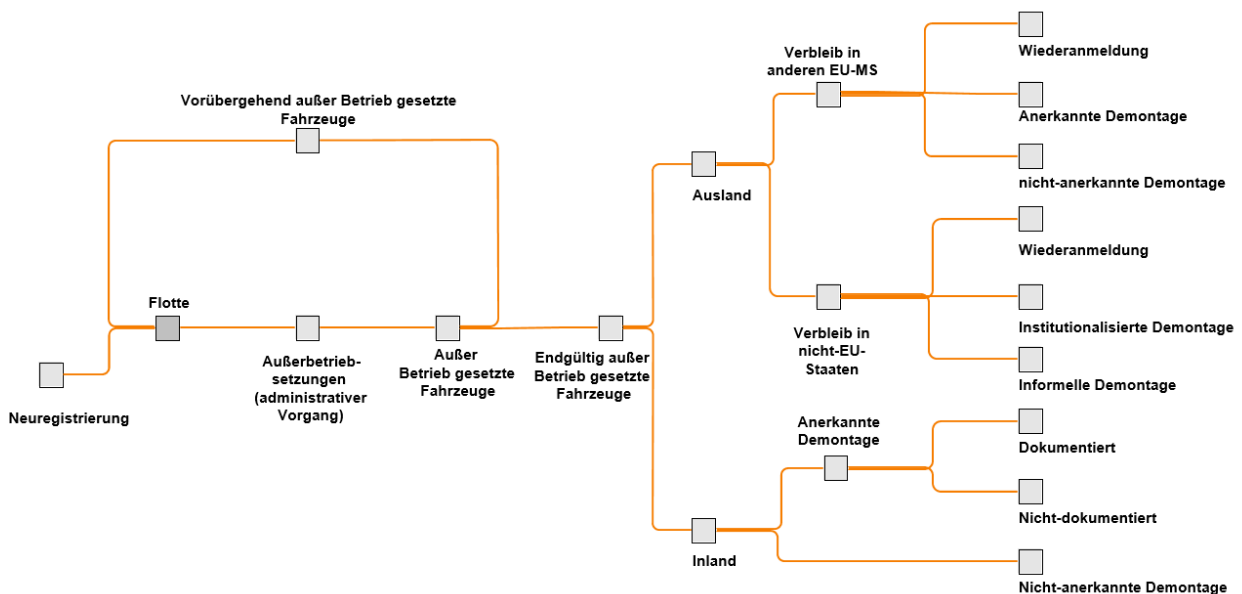 Vorübergehend außer Betrieb gesetzte
Fahrzeuge
Flotte
Neuregistrierung
Außerbetrieb-
setzungen
(administrativer
Vorgang)
Außer
Betrieb gesetzte
Fahrzeuge
Endgültig außer
Betrieb gesetzte
Fahrzeuge
Ausland
Verbleib in
anderen EU-MS
Wiederanmeldung
Anerkannte Demontage
nicht-anerkannte Demontage
Verbleib in
nicht-EU-
Staaten
Wiederanmeldung
Institutionalisierte Demontage
Informelle Demontage
Inland
Anerkannte
Demontage
Dokumentiert
Nicht-dokumentiert
Nicht-anerkannte Demontage